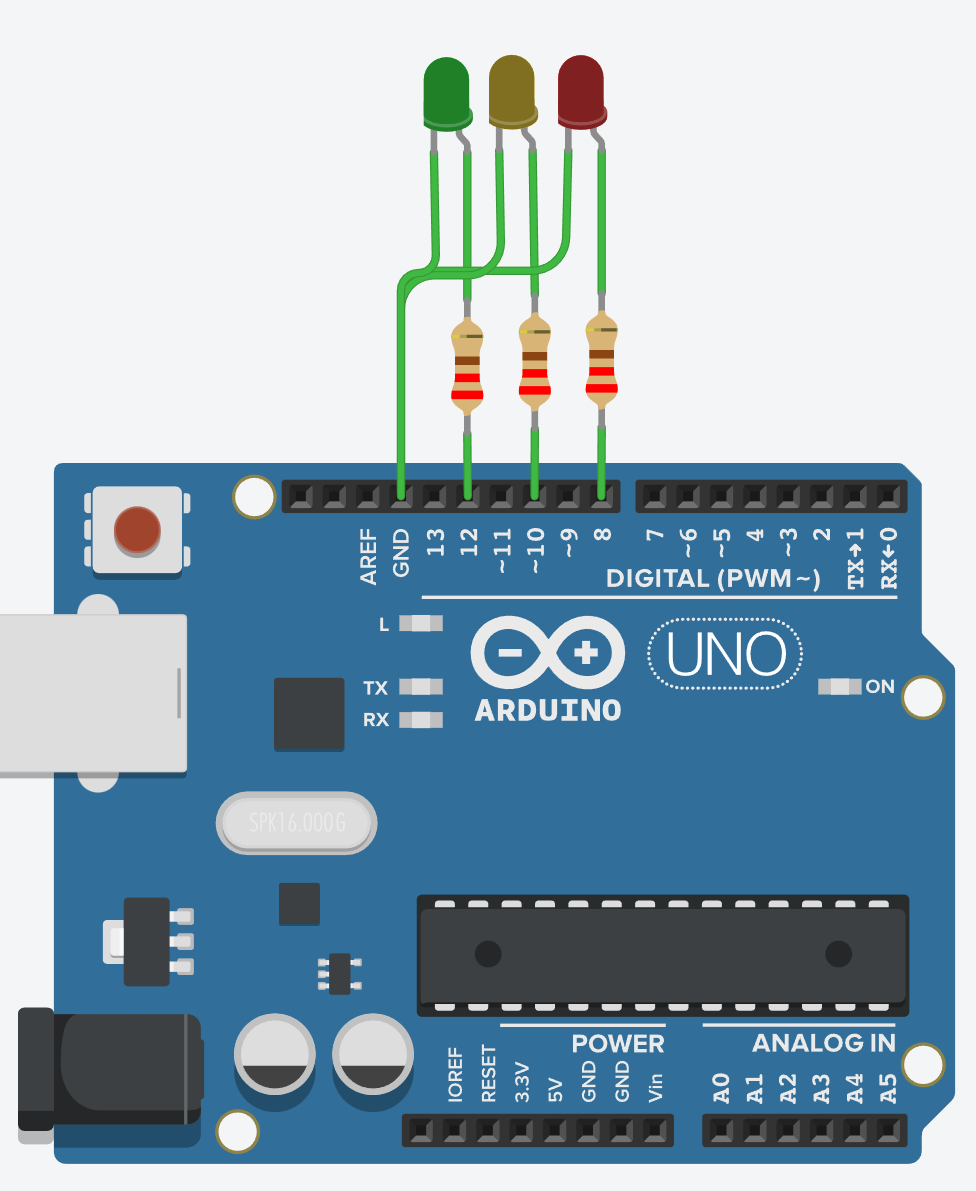 AREF GND 13 12 ~11 ~10 ~9 8 7 ~6 ~5 4 ~3 2 TX→1 RX←0
DIGITAL (PWM~)
L
TX
RX
- +
ARDUINO
UNO
ON
SPK16.000G
POWER
ANALOG IN
IOREF RESET 3.3V 5V GND GND Vin A0 A1 A2 A3 A4 A5